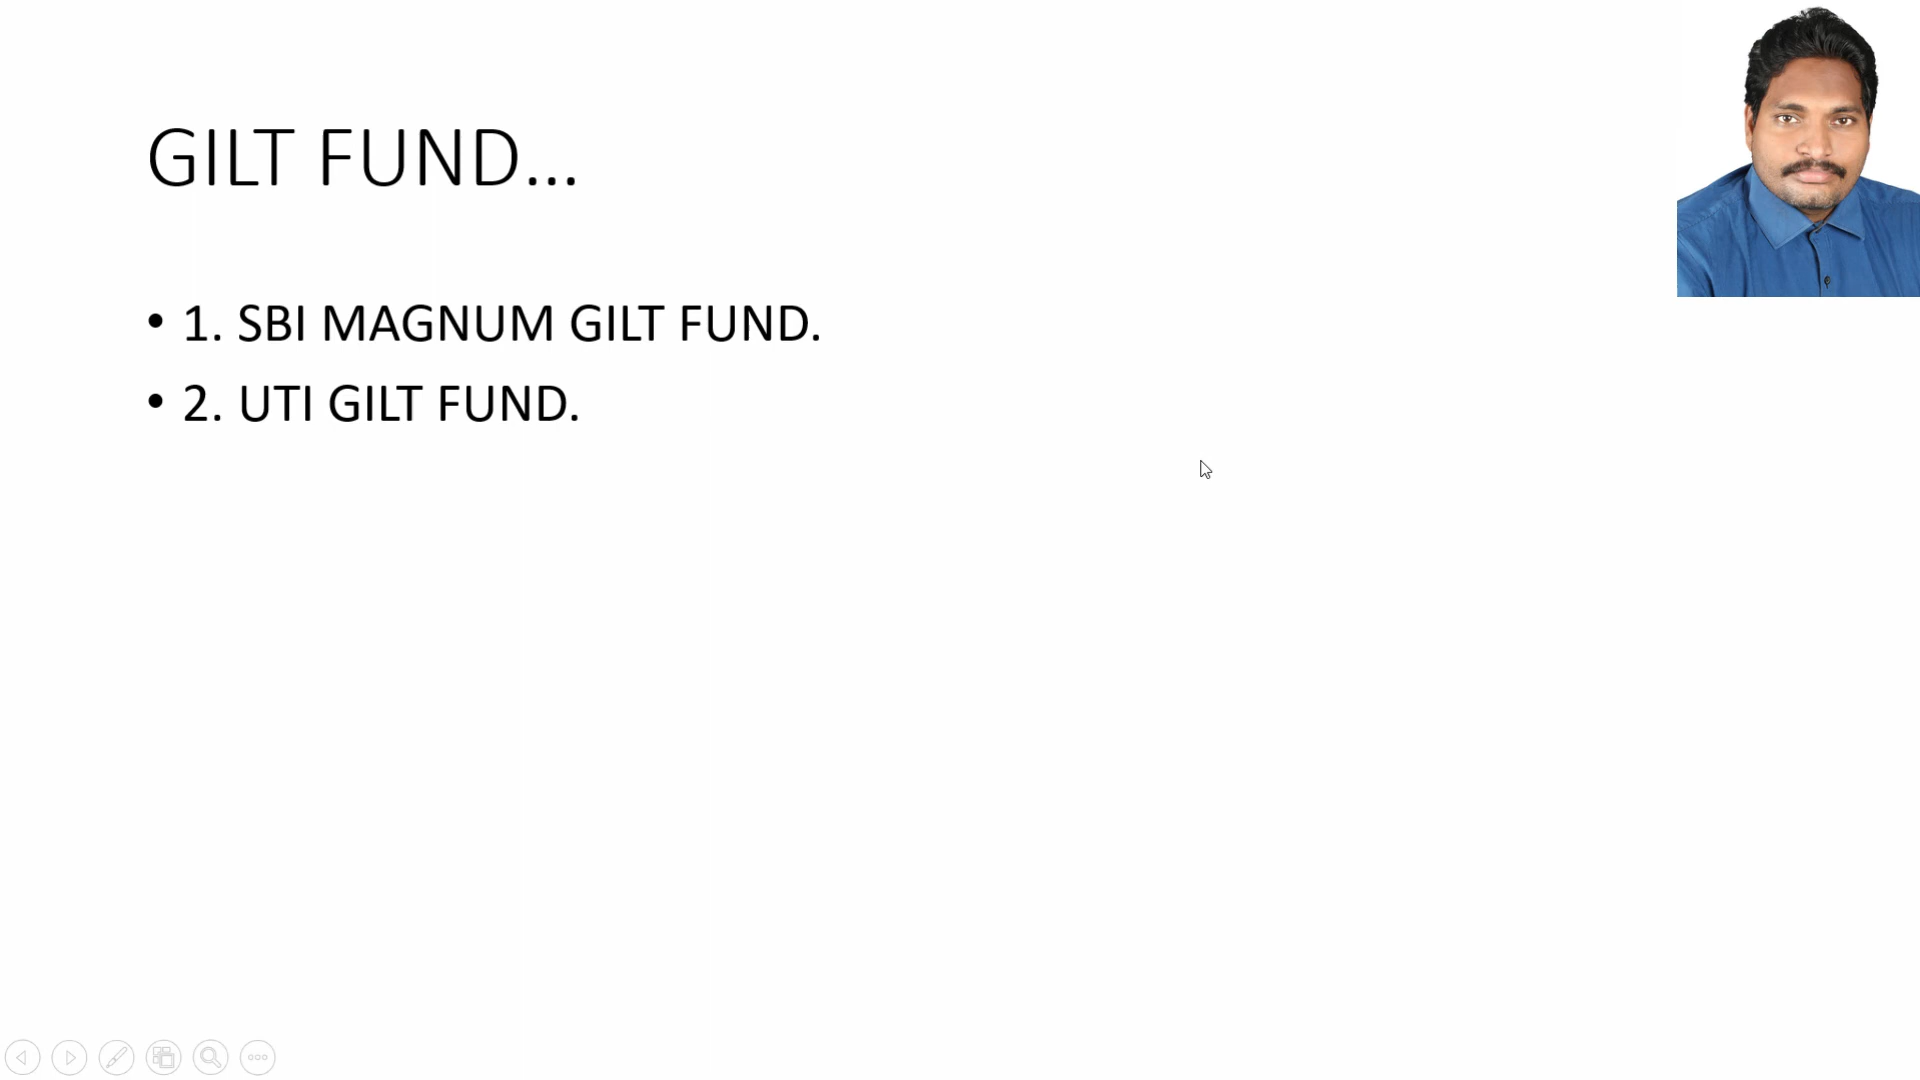 GILT FUND...
• 1. SBI MAGNUM GILT FUND.
• 2. UTI GILT FUND.